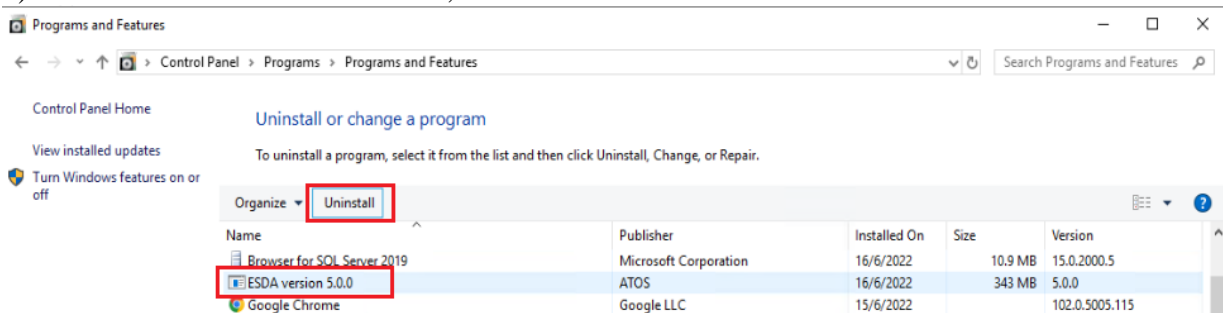 Programs and Features
Control Panel > Programs > Programs and Features
Search Programs and Features
Control Panel Home
Uninstall or change a program
View installed updates
To uninstall a program, select it from the list and then click Uninstall, Change, or Repair.
Turn Windows features on or
off
Organize Uninstall
Name Publisher Installed On Size Version
Browser for SQL Server 2019 Microsoft Corporation 16/6/2022 10.9 MB 15.0.2000.5
ESDA version 5.0.0 ATOS 16/6/2022 343 MB 5.0.0
Google Chrome Google LLC 15/6/2022 102.0.5005.115